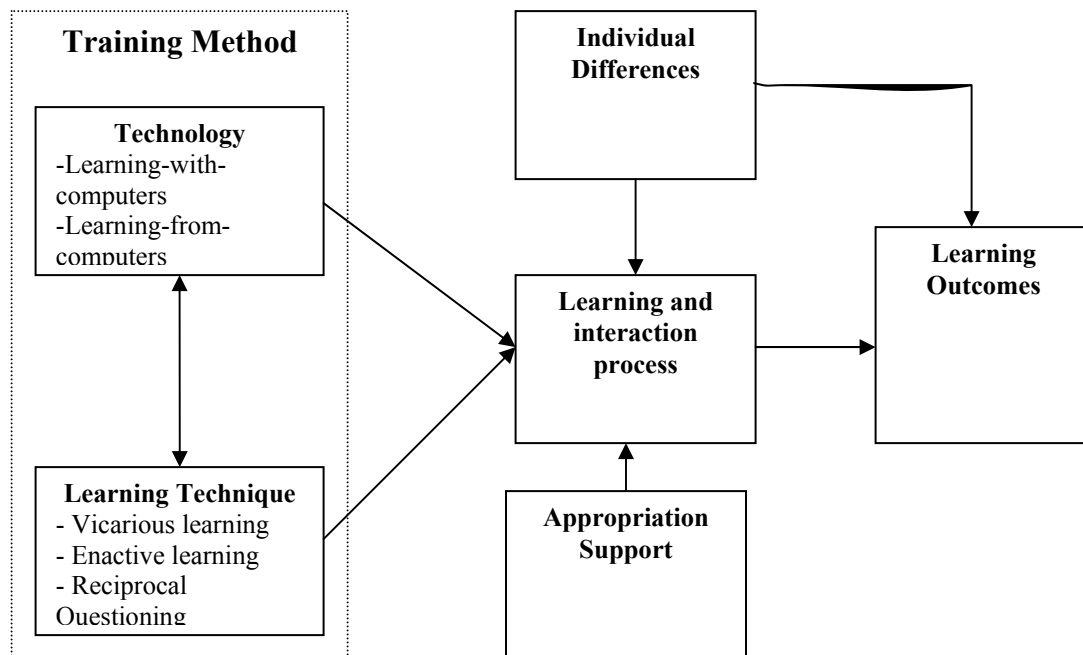 Training Method
Technology
-Learning-with-
computers
-Learning-from-
computers
Learning Technique
- Vicarious learning
- Enactive learning
- Reciprocal
Questioning
Individual
Differences
Learning and
interaction
process
Appropriation
Support
Learning
Outcomes